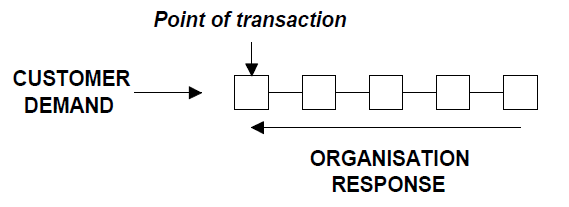 Point of transaction
CUSTOMER
DEMAND
ORGANISATION
RESPONSE